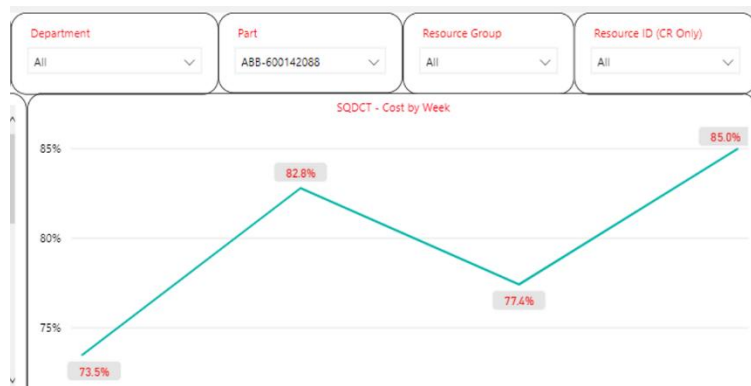 Department
Part
Resource Group
Resource ID (CR Only)
All
ABB-600142088
All
All
SQDCT - Cost by Week
85%
85.0%
82.8%
80%
77.4%
75%
73.5%